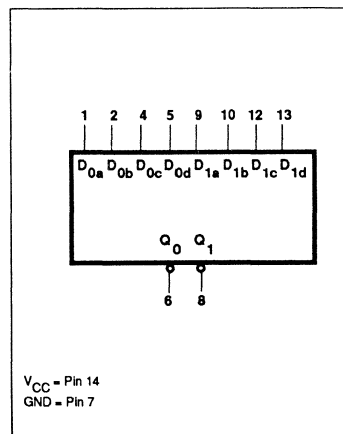 1 2 4 5 9 10 12 13
D0a D0b D0c D0d D1a D1b D1c D1d
Q0 Q1
6 8
VCC = Pin 14
GND = Pin 7